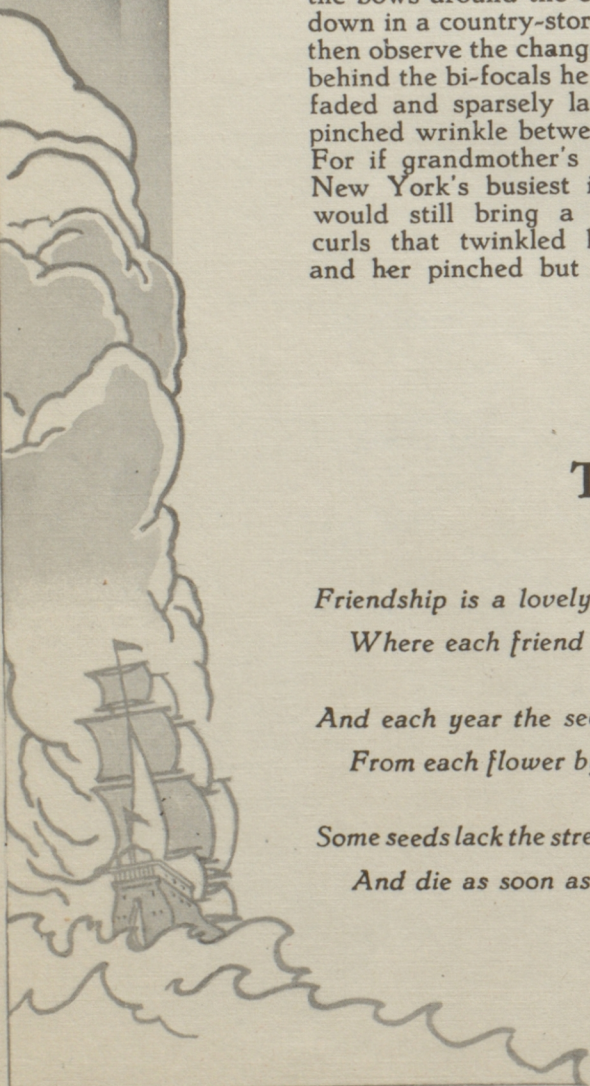 down in a country-stor
then observe the chang
behind the bi-focals he
faded and sparsely la
pinched wrinkle betwe
For if grandmother's
New York's busiest i
would still bring a
curls that twinkled
and her pinched but
T
Friendship is a lovely
Where each friend
And each year the see
From each flower b
Some seeds lack the stre
And die as soon as